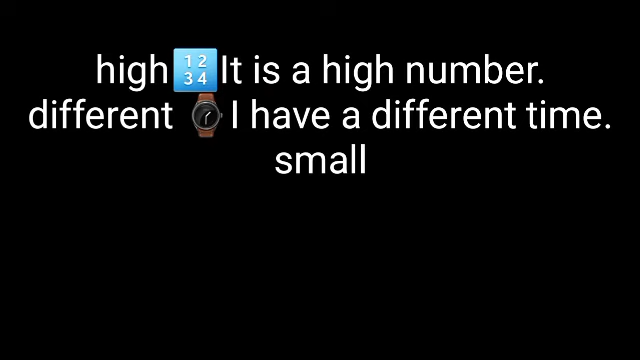 high🔢It is a high number.
different ⌚I have a different time.
small